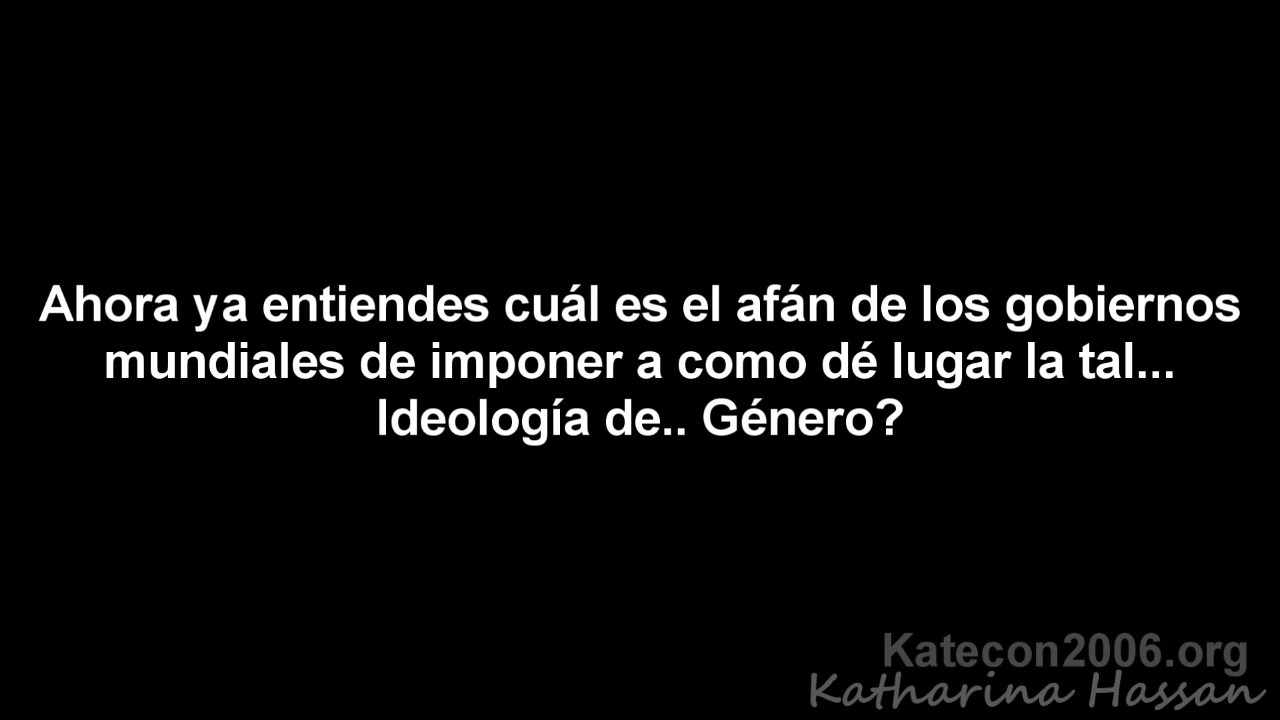 Ahora ya entiendes cuál es el afán de los gobiernos
mundiales de imponer a como dé lugar la tal...
Ideología de.. Género?
Katecon2006.org
Katharina Hassan